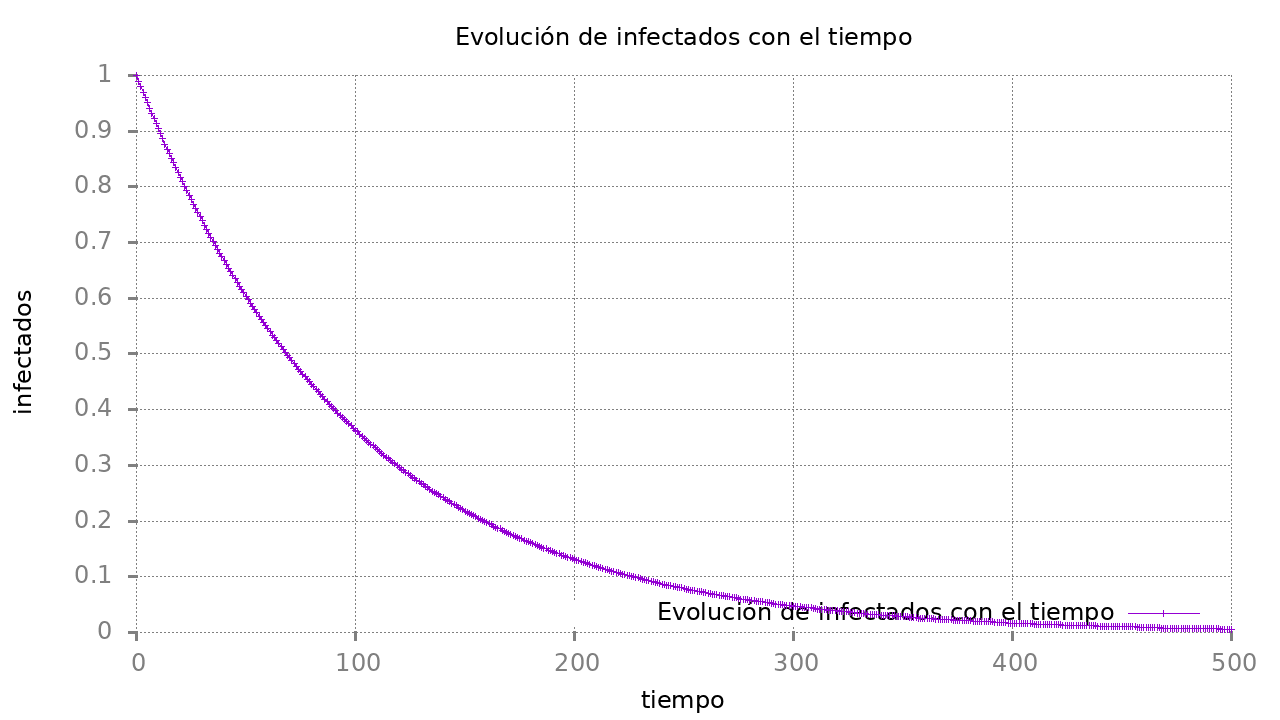 Evolución de infectados con el tiempo
1
0.9
0.8
0.7
0.6
0.5
0.4
0.3
0.2
0.1
0
infectados
Evolución de infectados con el tiempo
0 100 200 300 400 500
tiempo